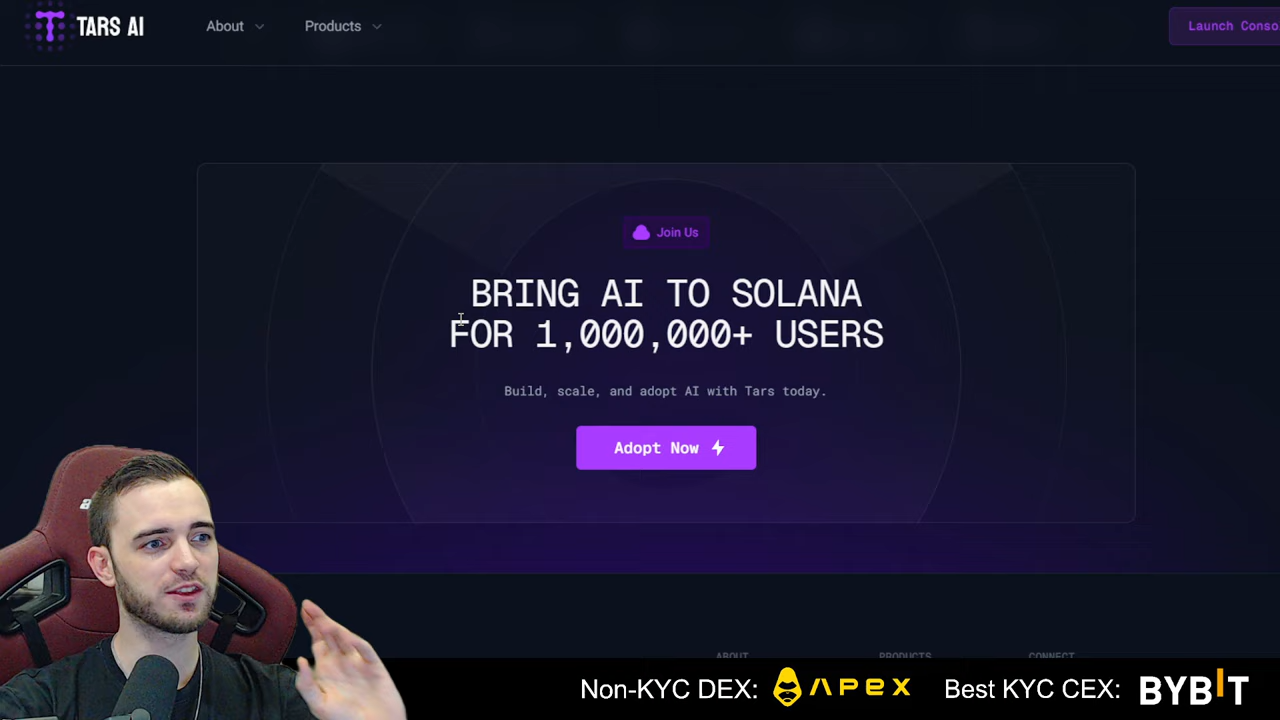 TARS AI
About
Products
Launch Conso
Join Us
BRING AI TO SOLANA
FOR 1,000,000+ USERS
Build, scale, and adopt AI with Tars today.
Adopt Now
ABOUT
PRODUCTS
CONNECT
Non-KYC DEX: APEX Best KYC CEX: BYBIT